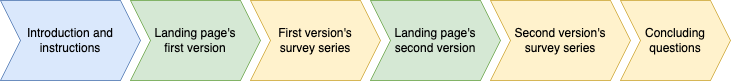 Introduction and
instructions
Landing page's
first version
First version's
survey series
Landing page's
second version
Second version's
survey series
Concluding
questions